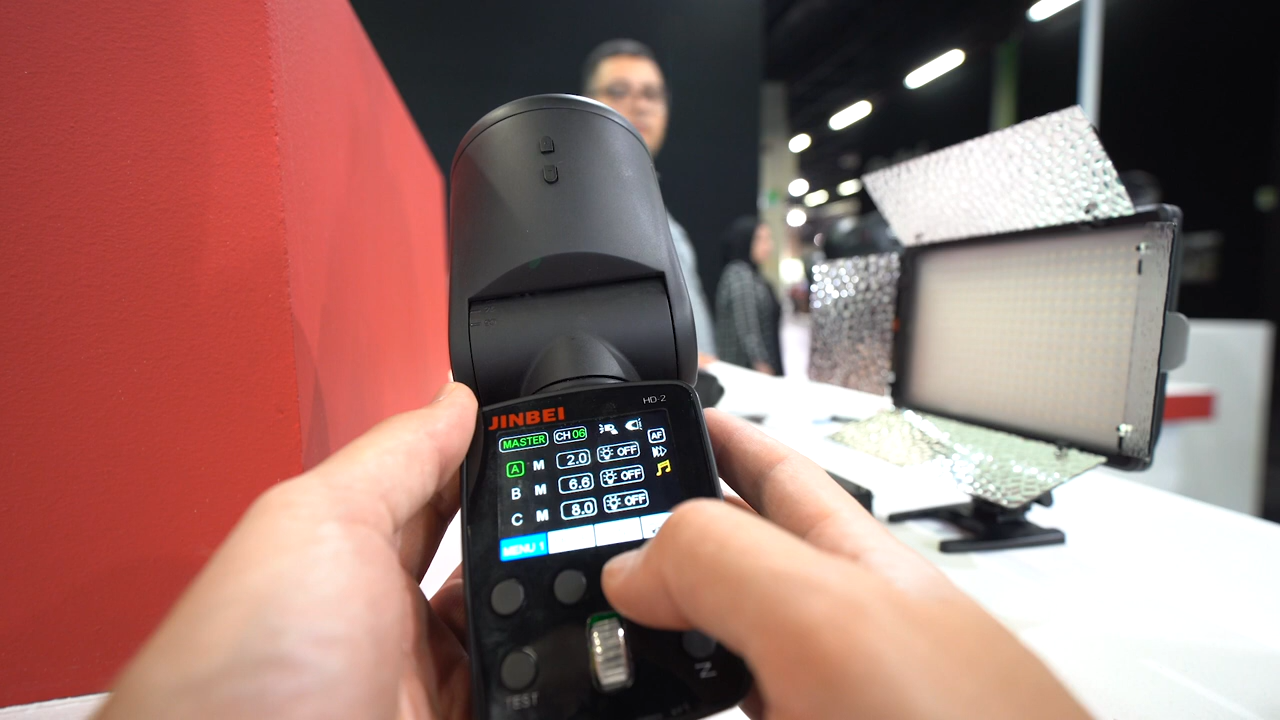 JINBEI HD-2
MASTER CH 06
A M 2.0 OFF AF
B M 6.6 OFF
C M 8.0 OFF
MENU 1
TEST
Z